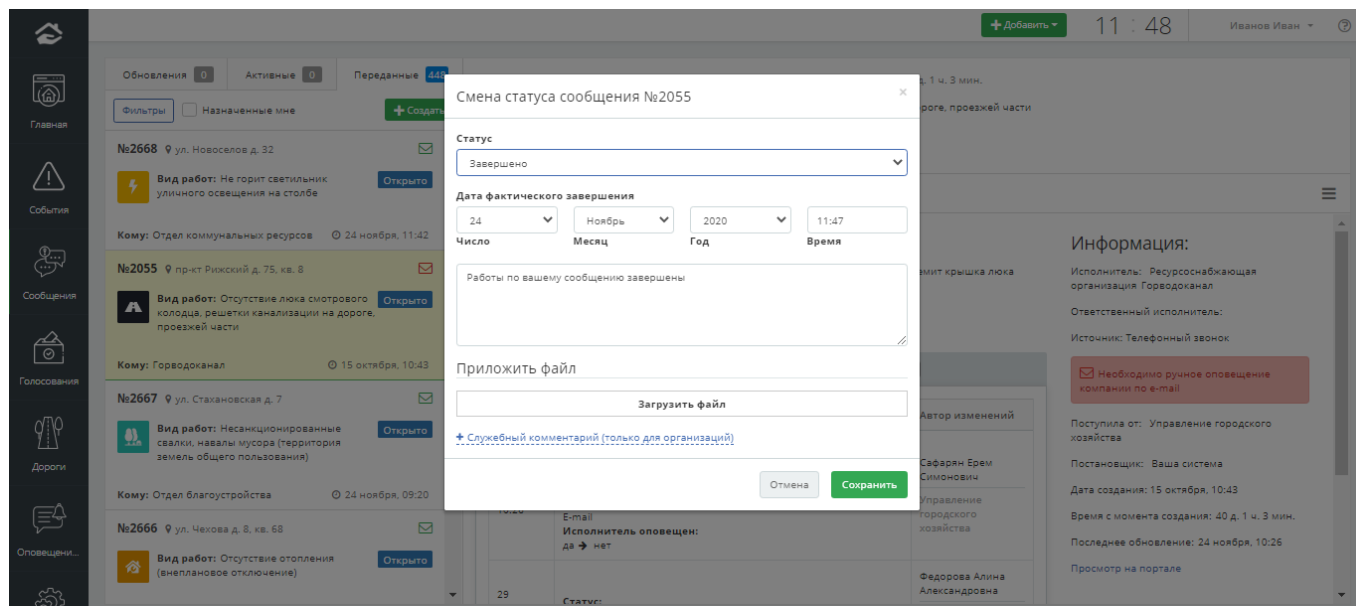 Добавить
11 : 48
Иванов Иван
Главная
События
Сообщения
Голосования
Дороги
Оповещени...
Обновления 0
Активные 0
Переданные 448
Фильтры
Назначенные мне
Создать
№2668 ул. Новоселов д. 32
Вид работ: Не горит светильник
уличного освещения на столбе
Открыто
Кому: Отдел коммунальных ресурсов 24 ноября, 11:42
№2055 пр-кт Рижский д. 75, кв. 8
Вид работ: Отсутствие люка смотрового
колодца, решетки канализации на дороге,
проезжей части
Открыто
Кому: Горводоканал 15 октября, 10:43
№2667 ул. Стахановская д. 7
Вид работ: Несанкционированные
свалки, навалы мусора (территория
земель общего пользования)
Открыто
Кому: Отдел благоустройства 24 ноября, 09:20
№2666 ул. Чехова д. 8, кв. 68
Вид работ: Отсутствие отопления
(внеплановое отключение)
Открыто
Смена статуса сообщения №2055
×
Статус
Завершено
Дата фактического завершения
24 Ноябрь 2020 11:47
Число Месяц Год Время
Работы по вашему сообщению завершены
Приложить файл
Загрузить файл
+ Служебный комментарий (только для организаций)
Отмена
Сохранить
д. 1 ч. 3 мин.
ороге, проезжей части
емит крышка люка
Автор изменений
Сафарян Ерем
Симонович
Управление
городского
хозяйства
E-mail
Исполнитель оповещен:
да → нет
Федорова Алина
Александровна
29
Статус:
Информация:
Исполнитель: Ресурсоснабжающая
организация Горводоканал
Ответственный исполнитель:
Источник: Телефонный звонок
Необходимо ручное оповещение
компании по e-mail
Поступила от: Управление городского
хозяйства
Постановщик: Ваша система
Дата создания: 15 октября, 10:43
Время с момента создания: 40 д. 1 ч. 3 мин.
Последнее обновление: 24 ноября, 10:26
Просмотр на портале